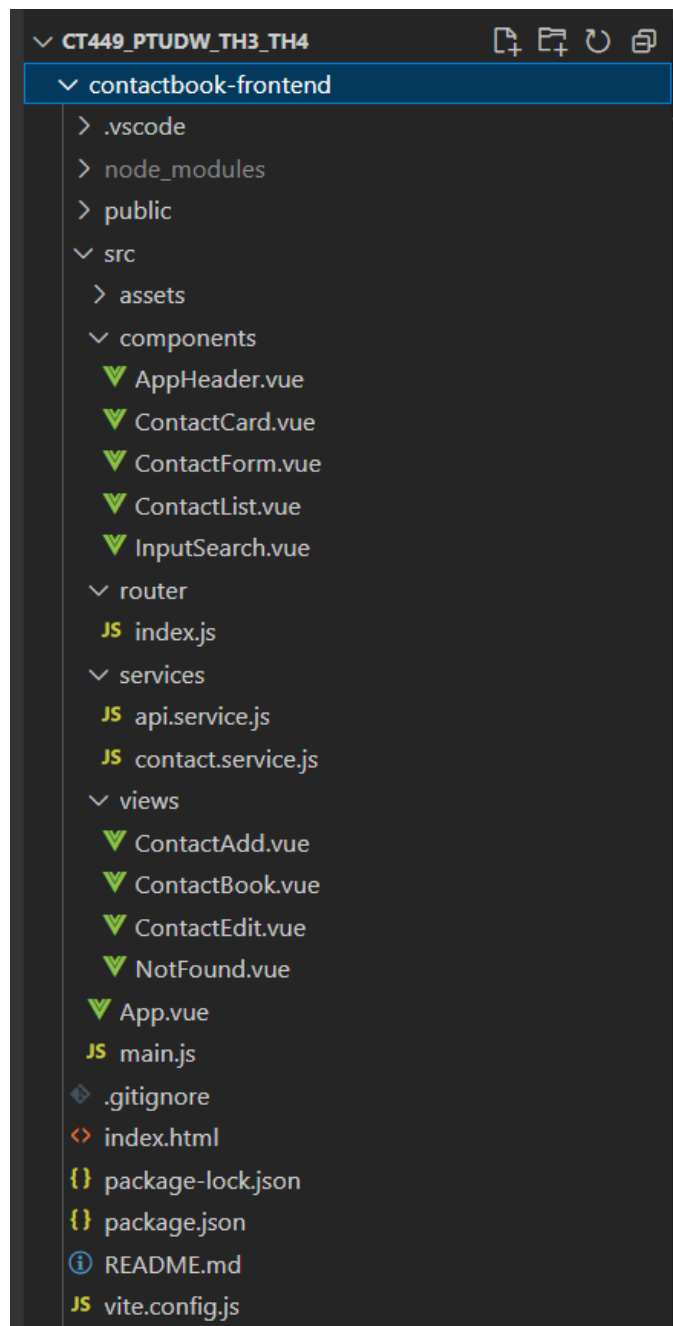 CT449_PTUDW_TH3_TH4
contactbook-frontend
.vscode
node_modules
public
src
assets
components
AppHeader.vue
ContactCard.vue
ContactForm.vue
ContactList.vue
InputSearch.vue
router
JS index.js
services
JS api.service.js
JS contact.service.js
views
ContactAdd.vue
ContactBook.vue
ContactEdit.vue
NotFound.vue
App.vue
JS main.js
.gitignore
<> index.html
{} package-lock.json
{} package.json
README.md
JS vite.config.js